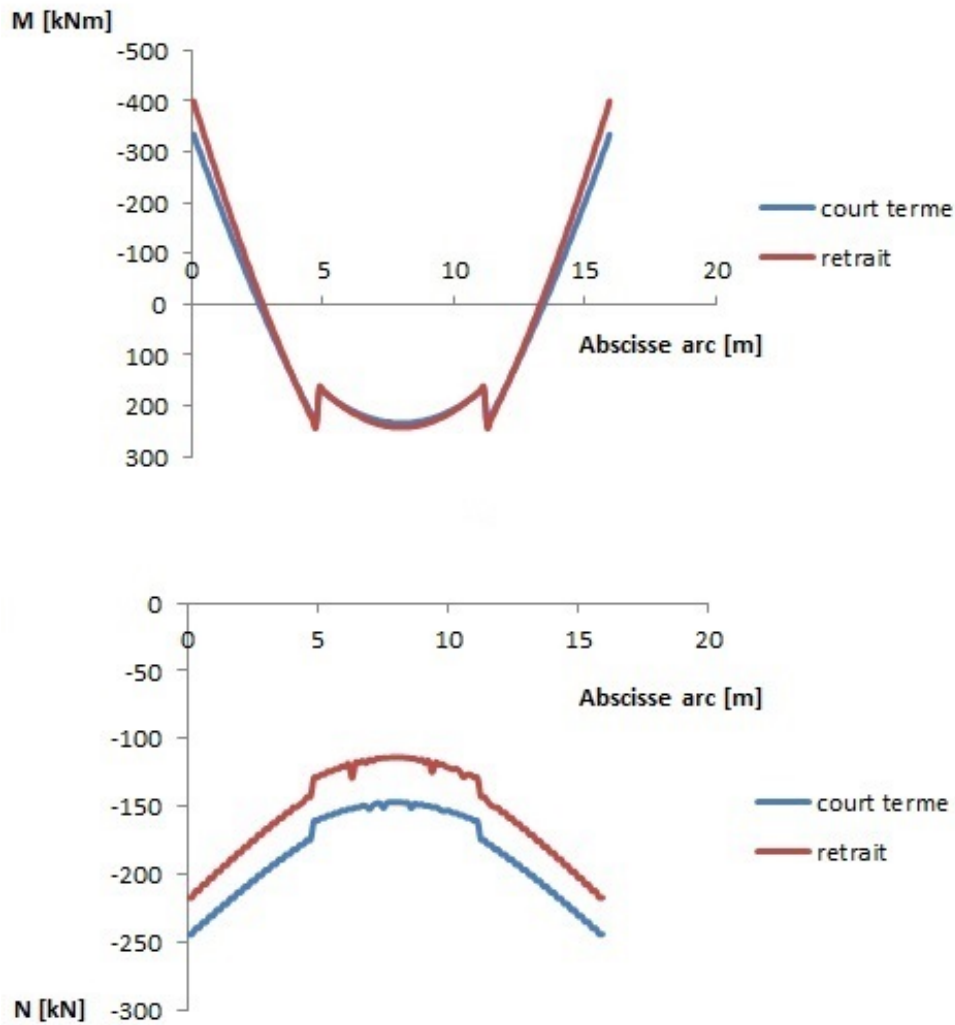 M [kNm]
-500
-400
-300
-200
-100
0
100
200
300
0 5 10 15 20
Abscisse arc [m]
court terme
retrait
0
-50
-100
-150
-200
-250
-300
0 5 10 15 20
Abscisse arc [m]
court terme
retrait
N [kN]